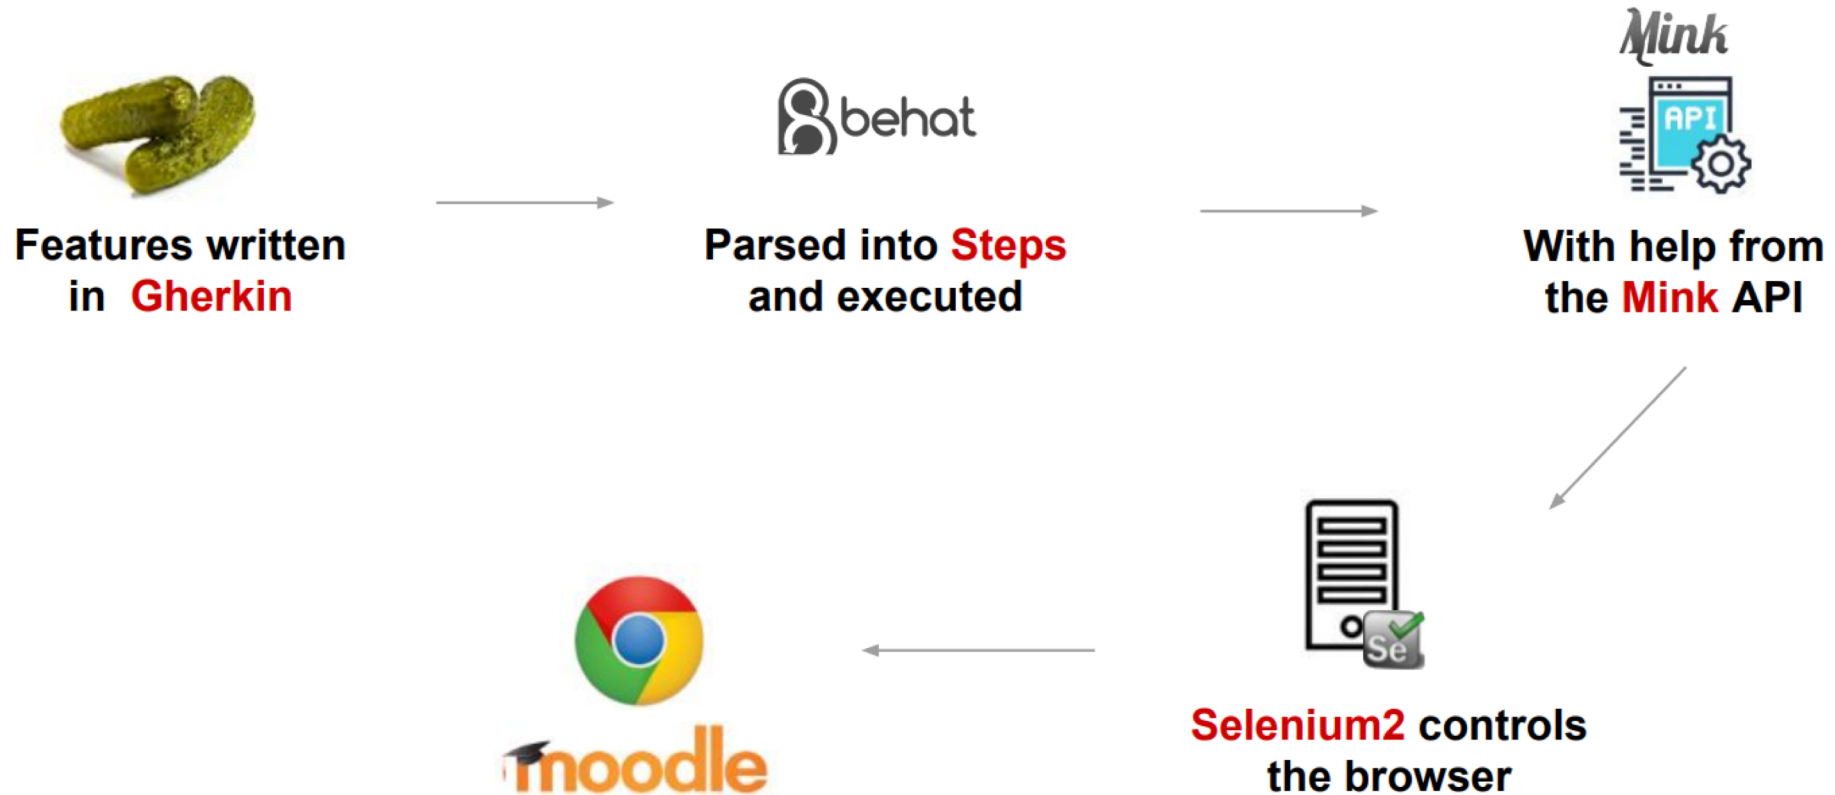 behat
Mink
API
Features written
in Gherkin
Parsed into Steps
and executed
With help from
the Mink API
Se
moodle
Selenium2 controls
the browser